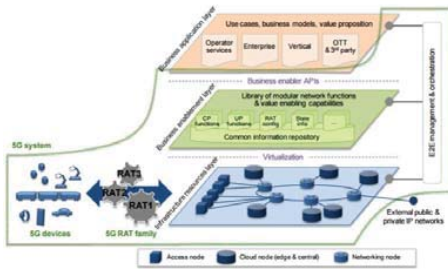 Business application layer
Use cases, business models, value proposition
Operator services
Enterprise
Vertical
OTT & 3rd party
Business enabler APIs
Business enablement layer
Library of modular network functions & value enabling capabilities
CP functions
UP functions
RAT config
State info
Common information repository
E2E management & orchestration
5G system
Virtualization
Infrastructure resources layer
RAT3
RAT2
RAT1
5G devices
5G RAT family
External public & private IP networks
Access node
Cloud node (edge & central)
Networking node